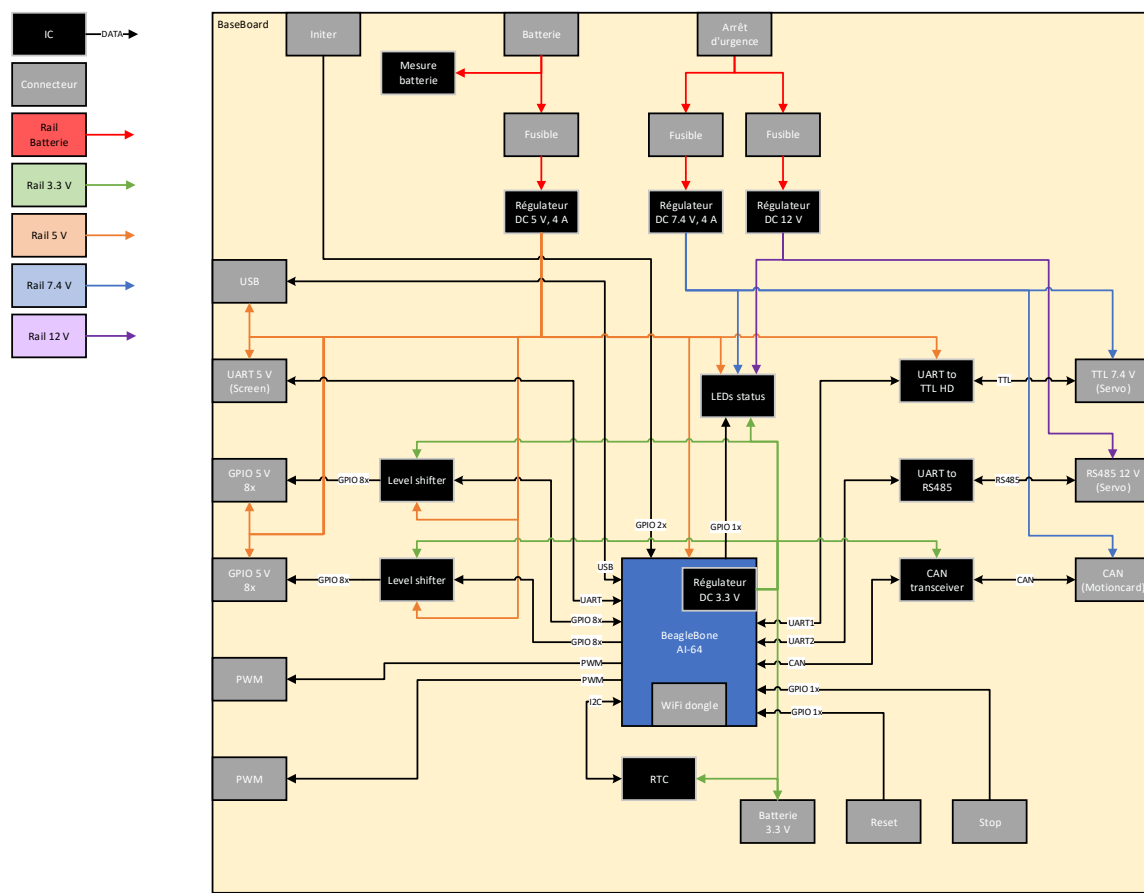 IC
DATA
Connecteur
Rail
Batterie
Rail 3.3 V
Rail 5 V
Rail 7.4 V
Rail 12 V
BaseBoard
Initer
Batterie
Arrêt
d'urgence
Mesure
batterie
Fusible
Fusible
Fusible
Régulateur
DC 5 V, 4 A
Régulateur
DC 7.4 V, 4 A
Régulateur
DC 12 V
USB
UART 5 V
(Screen)
LEDs status
UART to
TTL HD
TTL
TTL 7.4 V
(Servo)
GPIO 5 V
8x
GPIO 8x
Level shifter
UART to
RS485
RS485
RS485 12 V
(Servo)
GPIO 2x
GPIO 1x
GPIO 5 V
8x
GPIO 8x
Level shifter
USB
UART
GPIO 8x
GPIO 8x
PWM
PWM
I2C
Régulateur
DC 3.3 V
BeagleBone
AI-64
WiFi dongle
UART1
UART2
CAN
GPIO 1x
GPIO 1x
CAN
transceiver
CAN
CAN
(Motioncard)
PWM
PWM
RTC
Batterie
3.3 V
Reset
Stop